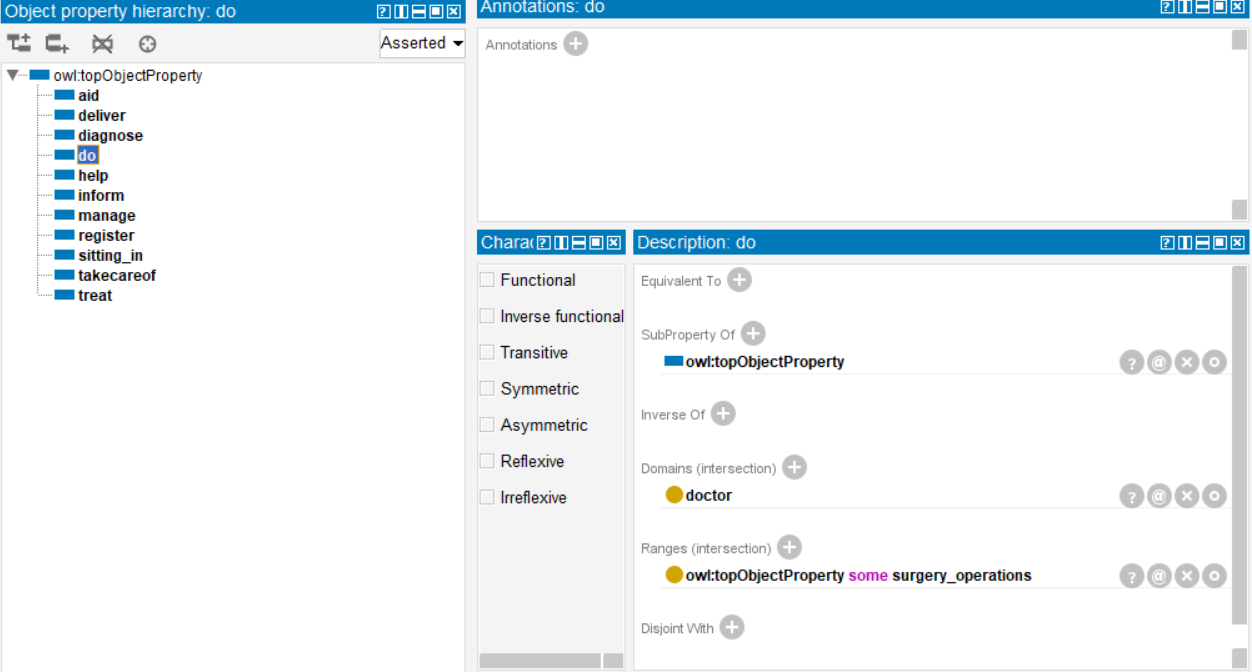 Object property hierarchy: do
Asserted
owl:topObjectProperty
aid
deliver
diagnose
do
help
inform
manage
register
sitting_in
takecareof
treat
Annotations: do
Annotations
Charac
Functional
Inverse functional
Transitive
Symmetric
Asymmetric
Reflexive
Irreflexive
Description: do
Equivalent To
SubProperty Of
owl:topObjectProperty
Inverse Of
Domains (intersection)
doctor
Ranges (intersection)
owl:topObjectProperty some surgery_operations
Disjoint With